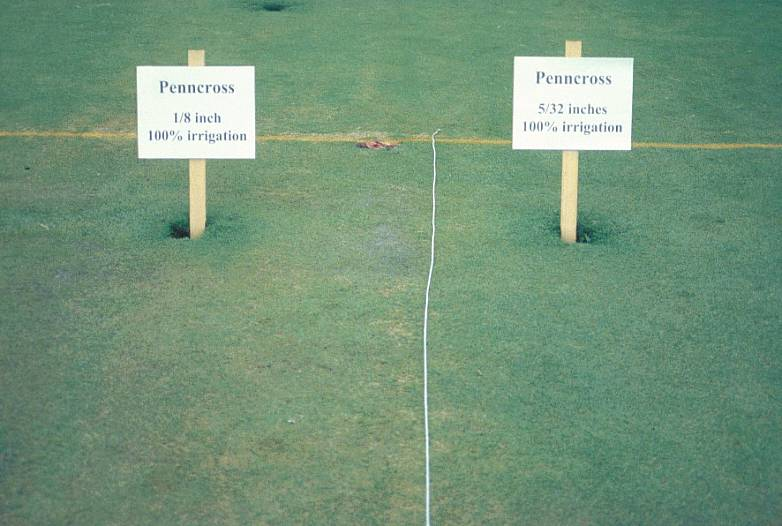 Penncross
1/8 inch
100% irrigation
Penncross
5/32 inches
100% irrigation